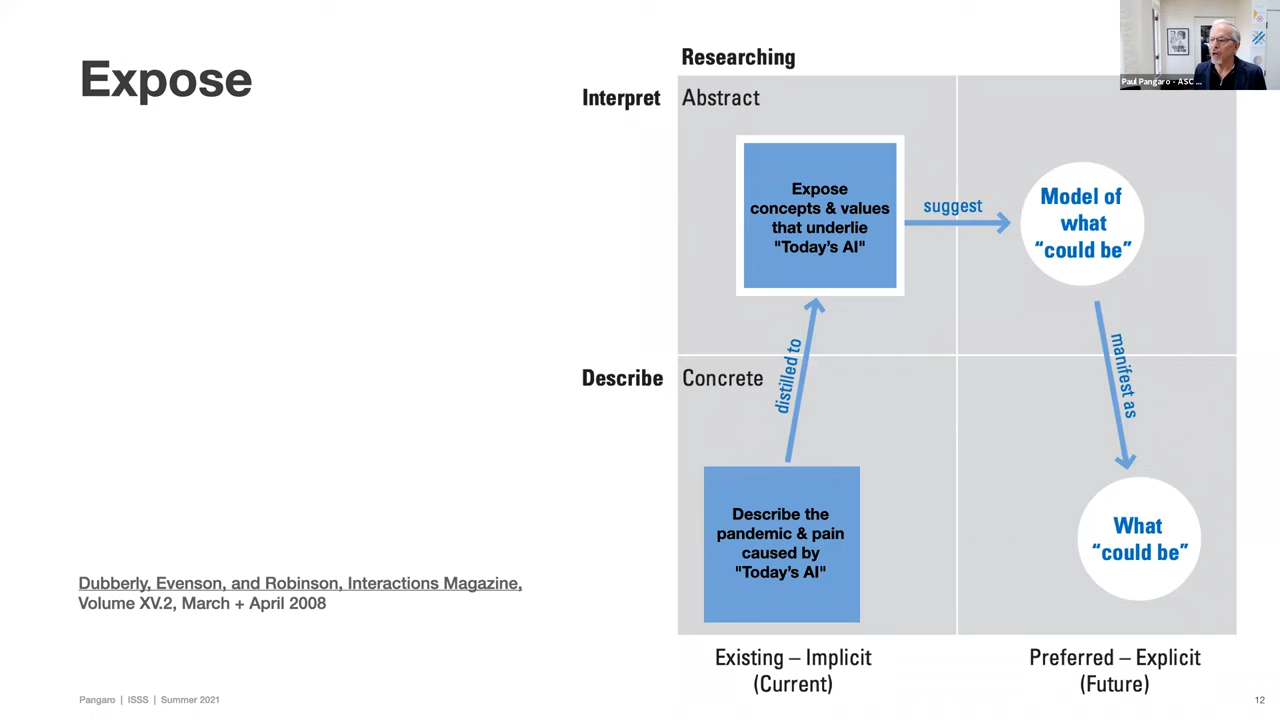 Expose
Researching
Interpret
Abstract
Expose
concepts & values
that underlie
"Today's AI"
suggest
Model of
what
“could be”
distilled to
manifest as
Describe
Concrete
Describe the
pandemic & pain
caused by
"Today's AI"
What
“could be”
Dubberly, Evenson, and Robinson, Interactions Magazine,
Volume XV.2, March + April 2008
Existing – Implicit
(Current)
Preferred – Explicit
(Future)
Pangaro | ISSS | Summer 2021
12
Paul Pangaro - ASC ...